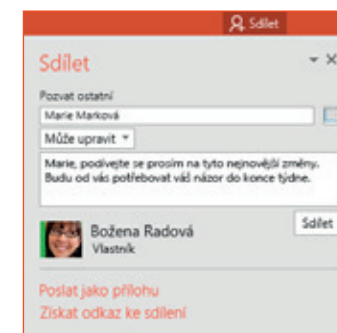 Sdílet
Sdílet
Pozvat ostatní
Marie Marková
Může upravit
Marie, podívejte se prosím na tyto nejnovější změny.
Budu od vás potřebovat váš názor do konce týdne.
Sdílet
Božena Radová
Vlastník
Poslat jako přílohu
Získat odkaz ke sdílení